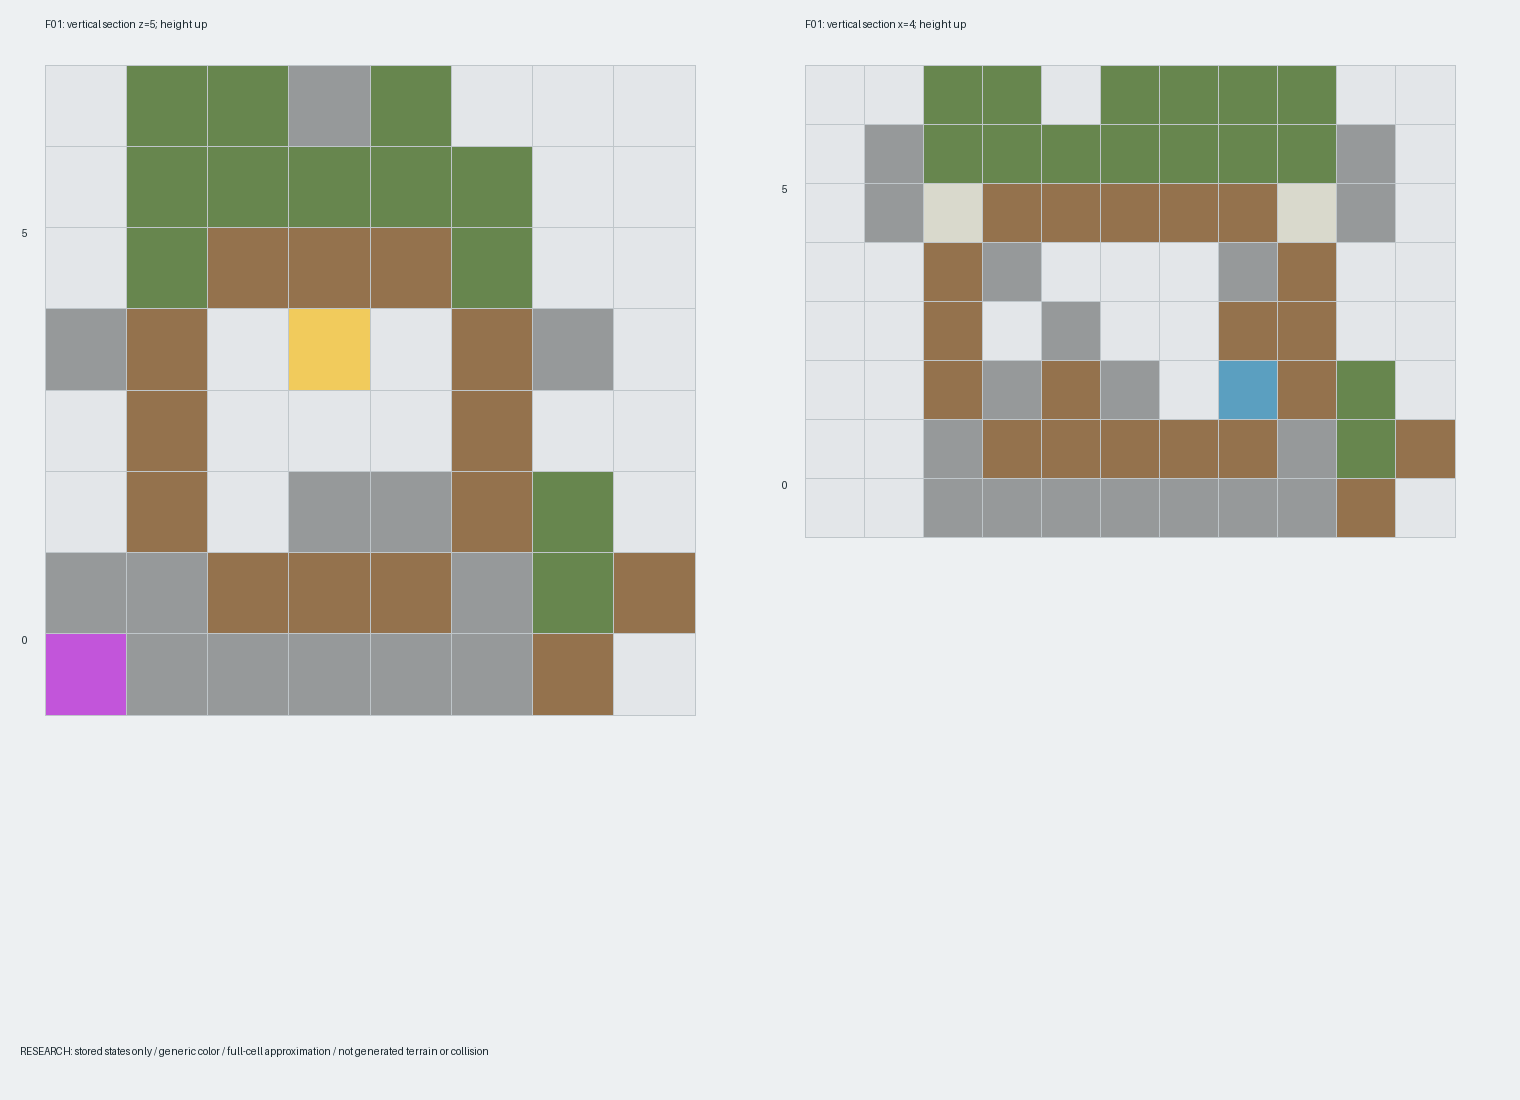 F01: vertical section z=5; height up
F01: vertical section x=4; height up
5
5
0
0
RESEARCH: stored states only / generic color / full-cell approximation / not generated terrain or collision